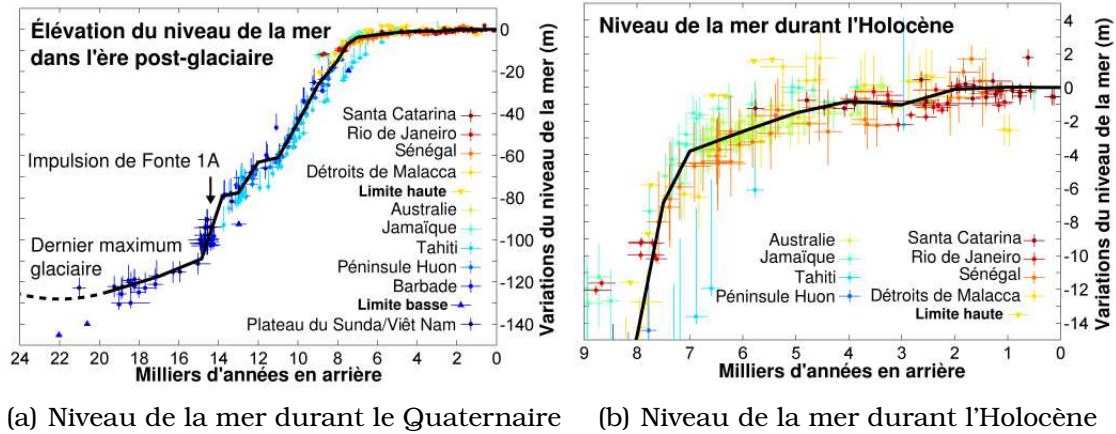 Élévation du niveau de la mer
dans l'ère post-glaciaire
Impulsion de Fonte 1A
Dernier maximum
glaciaire
Santa Catarina
Rio de Janeiro
Sénégal
Détroits de Malacca
Limite haute
Australie
Jamaïque
Tahiti
Péninsule Huon
Barbade
Limite basse
Plateau du Sunda/Viêt Nam
0
-20
-40
-60
-80
-100
-120
-140
Variations du niveau de la mer (m)
24 22 20 18 16 14 12 10 8 6 4 2 0
Milliers d'années en arrière
(a) Niveau de la mer durant le Quaternaire
Niveau de la mer durant l'Holocène
Australie
Jamaïque
Tahiti
Péninsule Huon
Santa Catarina
Rio de Janeiro
Sénégal
Détroits de Malacca
Limite haute
4
2
0
-2
-4
-6
-8
-10
-12
-14
Variations du niveau de la mer (m)
9 8 7 6 5 4 3 2 1 0
Milliers d'années en arrière
(b) Niveau de la mer durant l'Holocène